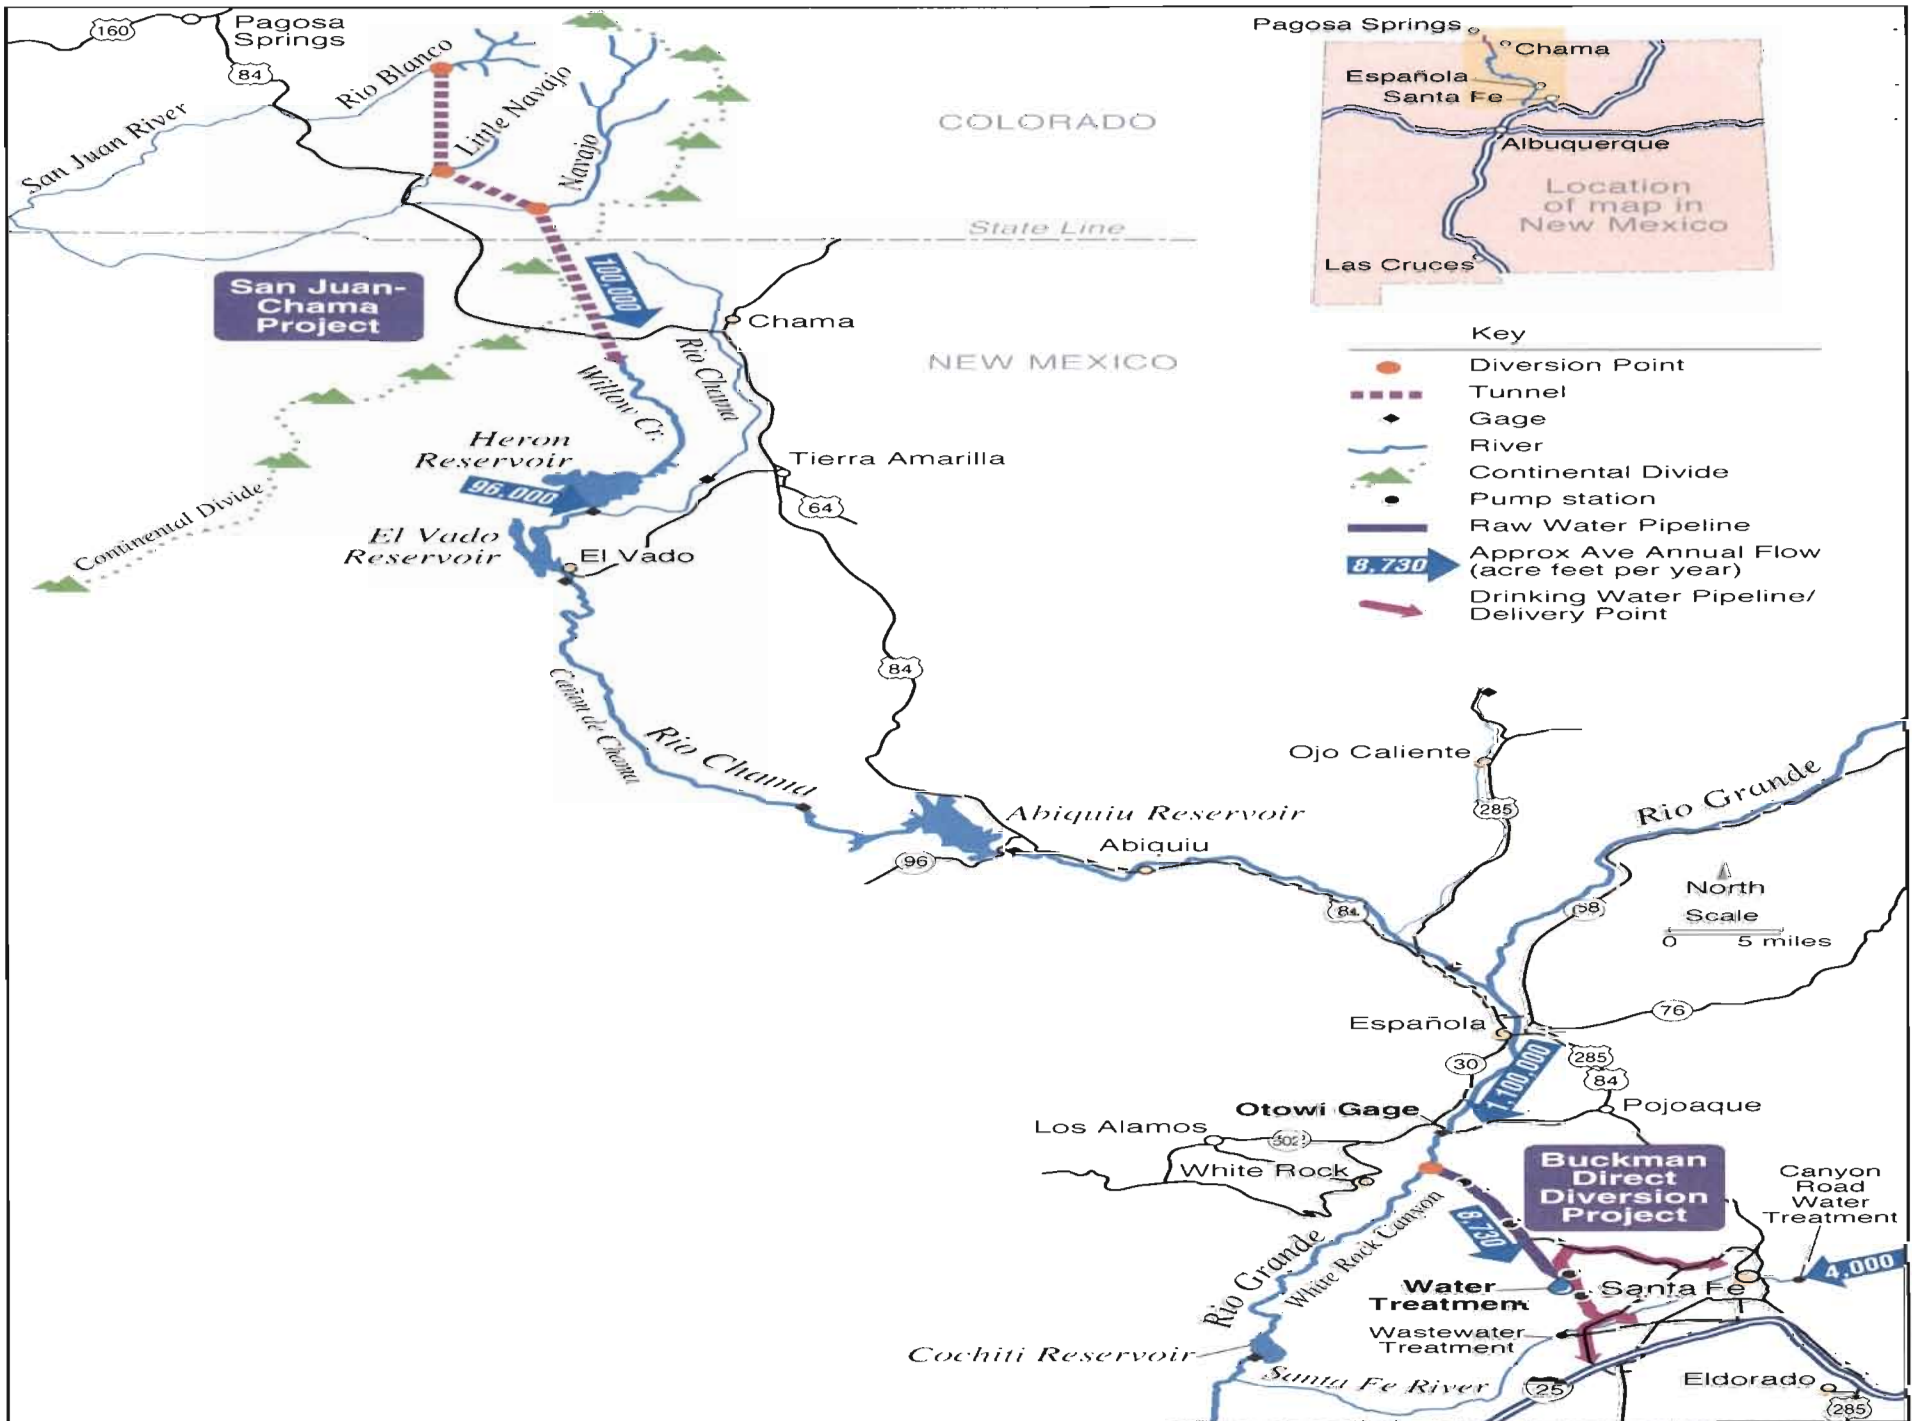 160
Pagosa
Springs
84
Rio Blanco
Little Navajo
Navajo
San Juan River
COLORADO
State Line
San Juan-
Chama
Project
100,000
Chama
NEW MEXICO
Rio Chama
Willow Cr.
Heron
Reservoir
96,000
Tierra Amarilla
64
Continental Divide
El Vado
Reservoir
El Vado
84
Cañon de Chama
Rio Chama
Abiquiu Reservoir
Abiquiu
96
Pagosa Springs
Chama
Española
Santa Fe
Albuquerque
Location
of map in
New Mexico
Las Cruces
Key
Diversion Point
Tunnel
Gage
River
Continental Divide
Pump station
Raw Water Pipeline
8,730
Approx Ave Annual Flow
(acre feet per year)
Drinking Water Pipeline/
Delivery Point
Ojo Caliente
285
Rio Grande
North
Scale
0 5 miles
68
76
Española
30
285
84
1,100,000
Otowi Gage
Pojoaque
Los Alamos
502
White Rock
Buckman
Direct
Diversion
Project
Canyon
Road
Water
Treatment
8,730
4,000
Rio Grande
White Rock Canyon
Water
Treatment
Santa Fe
Wastewater
Treatment
Cochiti Reservoir
Santa Fe River
25
Eldorado
285